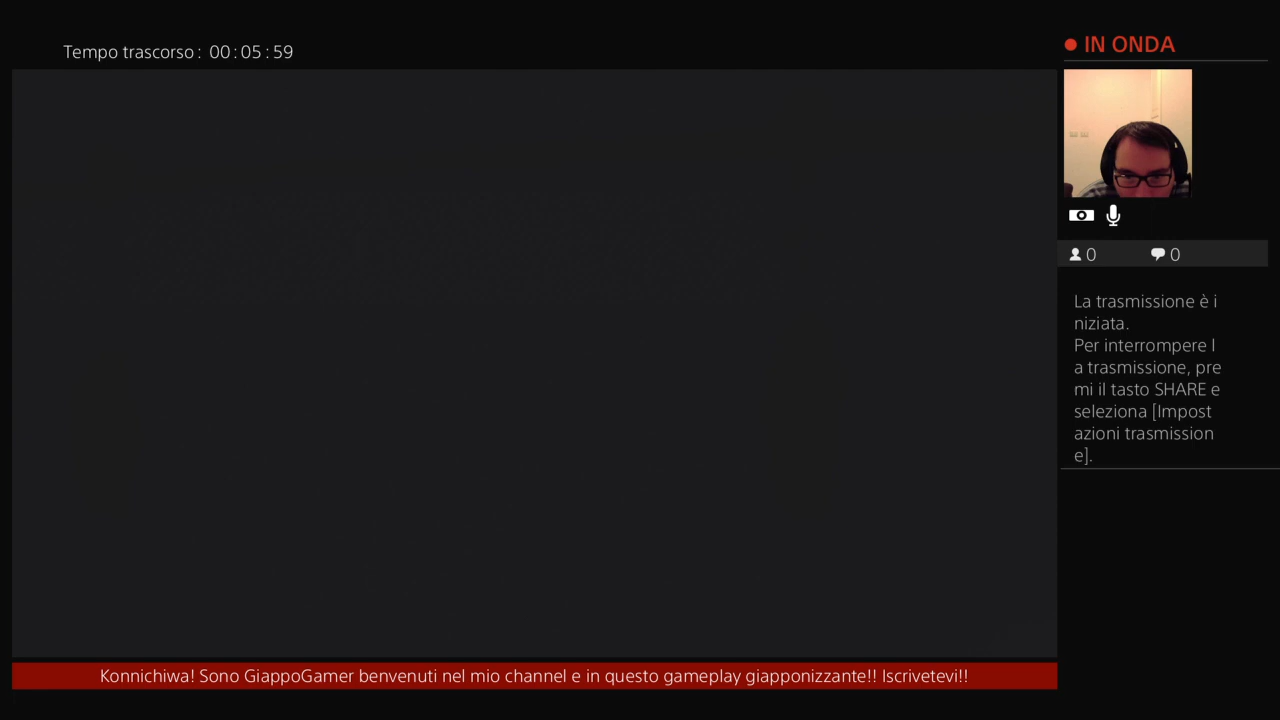 Tempo trascorso: 00:05:59
IN ONDA
0 0
La trasmissione è i
niziata.
Per interrompere l
a trasmissione, pre
mi il tasto SHARE e
seleziona [Impost
azioni trasmission
e].
Konnichiwa! Sono GiappoGamer benvenuti nel mio channel e in questo gameplay giapponizzante!! Iscrivetevi!!